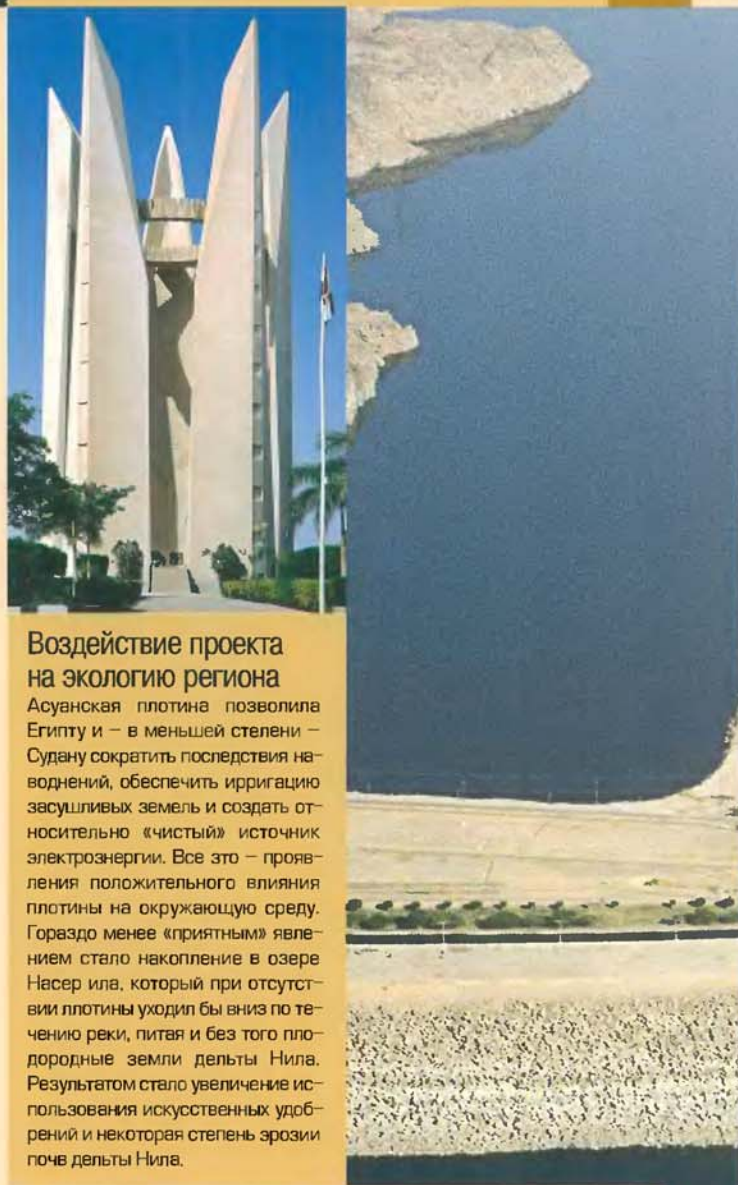 Воздействие проекта
на экологию региона
Асуанская плотина позволила
Египту и – в меньшей степени –
Судану сократить последствия на-
воднений, обеспечить ирригацию
засушливых земель и создать от-
носительно «чистый» источник
электроэнергии. Все это – прояв-
ления положительного влияния
плотины на окружающую среду.
Гораздо менее «приятным» явле-
нием стало накопление в озере
Насер ила, который при отсутст-
вии плотины уходил бы вниз по те-
чению реки, питая и без того пло-
дородные земли дельты Нила.
Результатом стало увеличение ис-
пользования искусственных удоб-
рений и некоторая степень эрозии
почв дельты Нила.